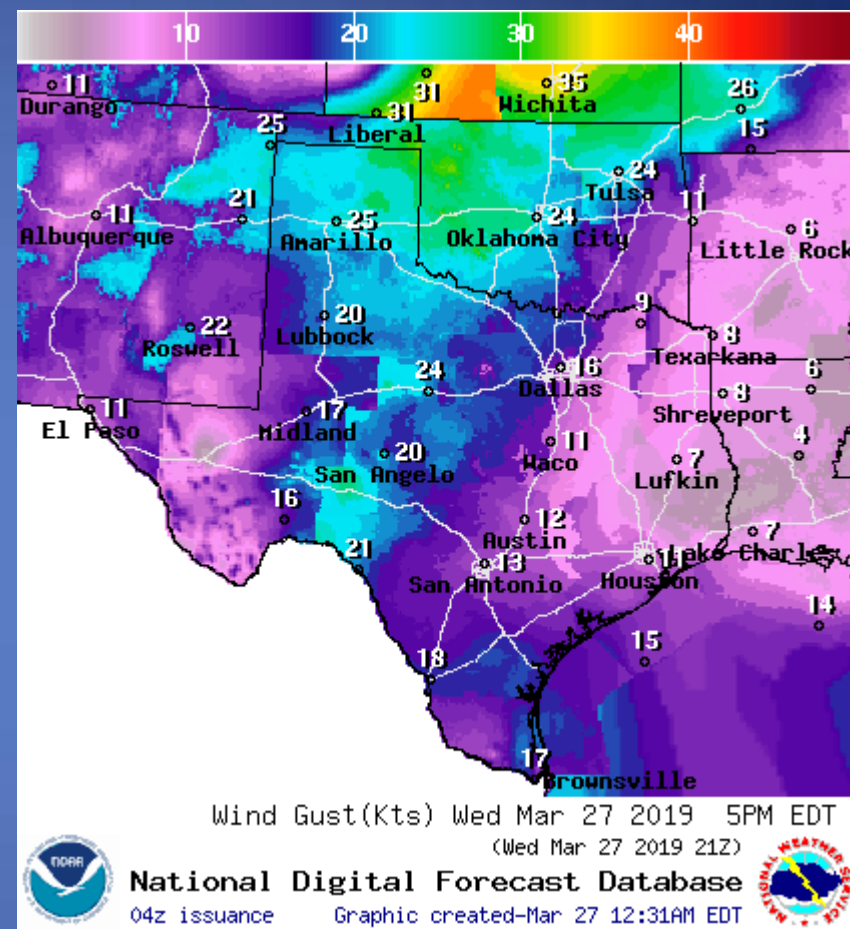 10 20 30 40
11
Durango
31
31
Liberal
35
Wichita
26
15
25
24
Tulsa
11
Albuquerque
21
25
Amarillo
24
Oklahoma City
11
6
Little Rock
22
Roswell
20
Lubbock
9
8
Texarkana
24
16
Dallas
8
Shreveport
6
11
El Paso
17
Midland
20
San Angelo
11
Waco
7
Lufkin
4
16
12
Austin
21
13
San Antonio
11
Houston
7
Lake Charles
14
15
18
17
Brownsville
Wind Gust(Kts) Wed Mar 27 2019 5PM EDT
(Wed Mar 27 2019 21Z)
NOAA
National Digital Forecast Database
04z issuance Graphic created-Mar 27 12:31AM EDT
NATIONAL WEATHER SERVICE